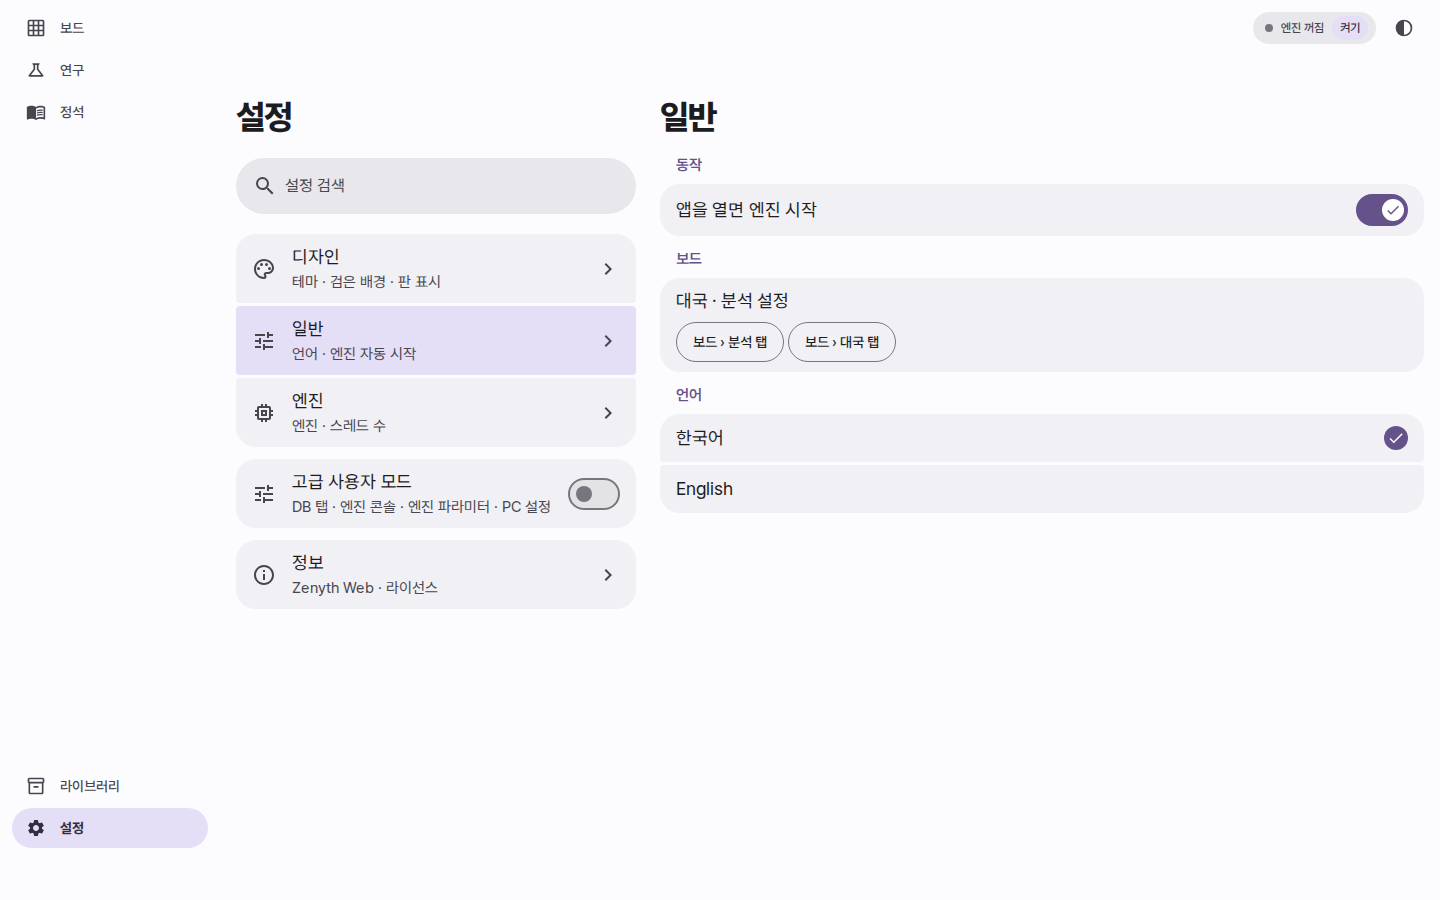 보드
연구
정석
엔진 꺼짐 켜기
설정
설정 검색
디자인
테마 · 검은 배경 · 판 표시
일반
언어 · 엔진 자동 시작
엔진
엔진 · 스레드 수
고급 사용자 모드
DB 탭 · 엔진 콘솔 · 엔진 파라미터 · PC 설정
정보
Zenyth Web · 라이선스
일반
동작
앱을 열면 엔진 시작
보드
대국 · 분석 설정
보드 › 분석 탭
보드 › 대국 탭
언어
한국어
English
라이브러리
설정